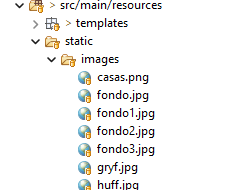 > src/main/resources
> templates
> static
> images
casas.png
fondo.jpg
fondo1.jpg
fondo2.jpg
fondo3.jpg
gryf.jpg
huff.jpg